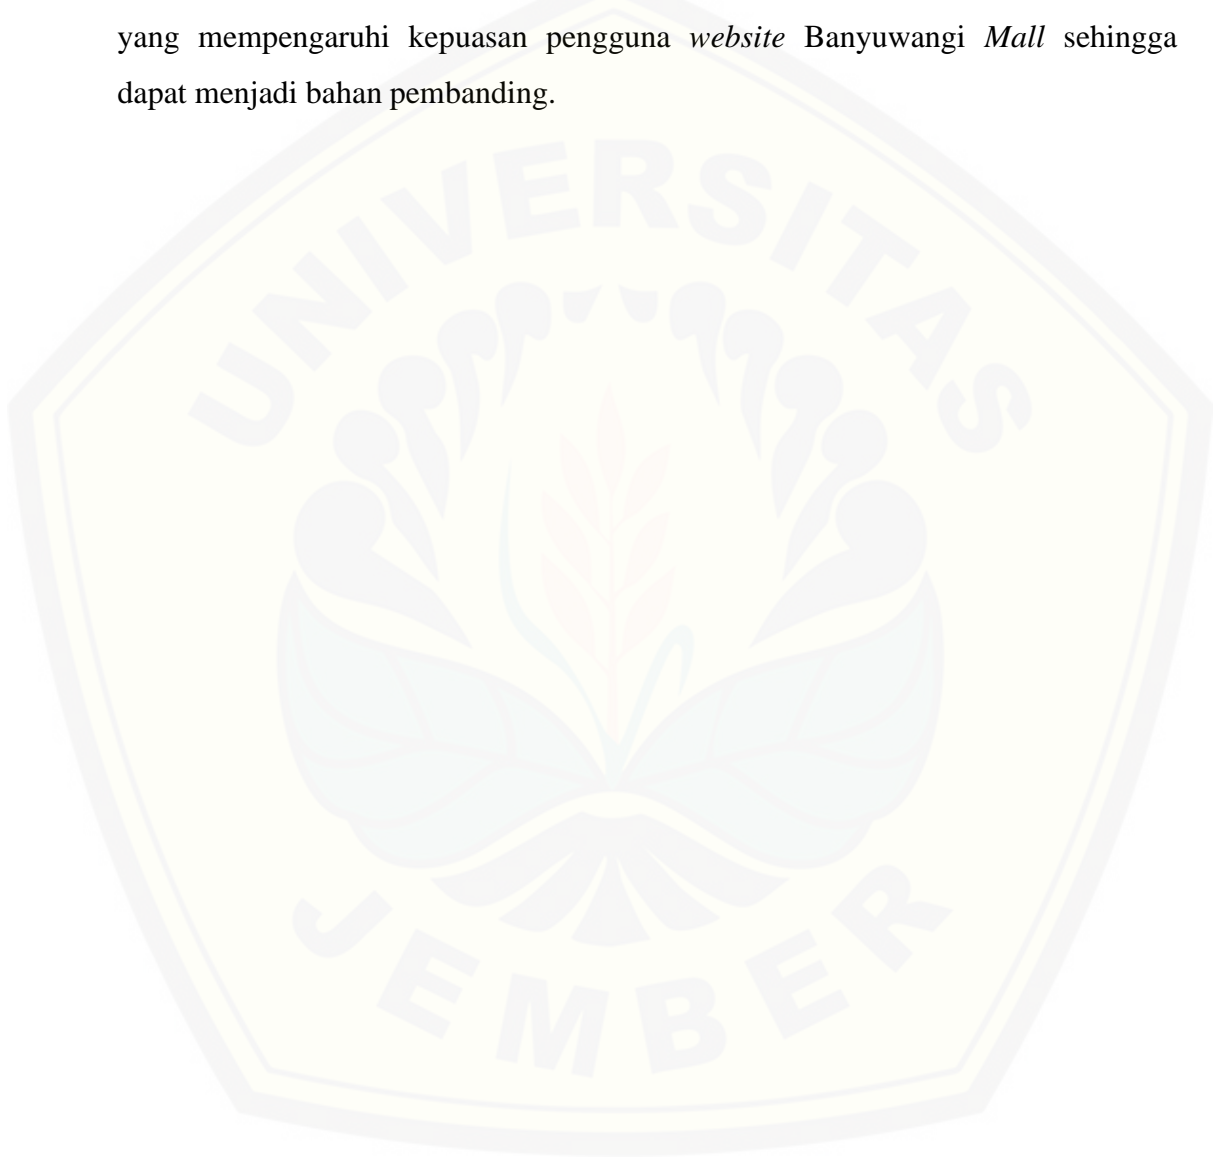 yang mempengaruhi kepuasan pengguna website Banyuwangi Mall sehingga
dapat menjadi bahan pembanding.
UNIVERSITAS
JEMBER